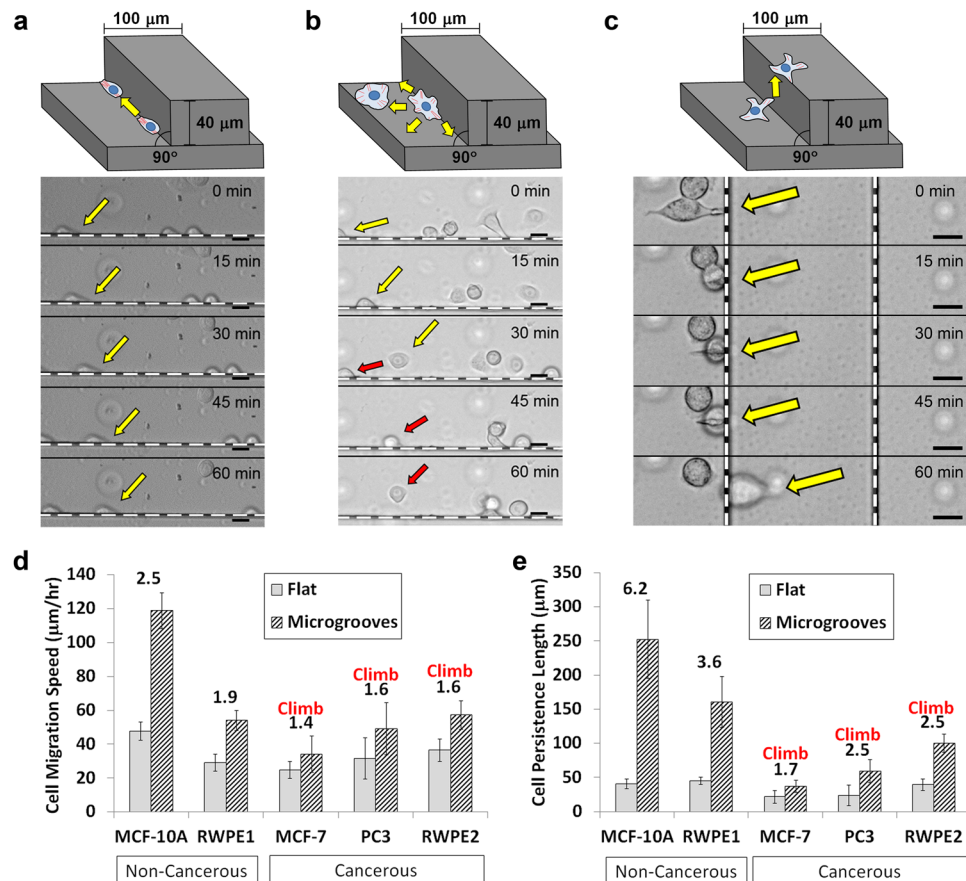 a
100 μm
40 μm
90°
0 min
15 min
30 min
45 min
60 min
b
100 μm
40 μm
90°
0 min
15 min
30 min
45 min
60 min
c
100 μm
40 μm
90°
0 min
15 min
30 min
45 min
60 min
d
Cell Migration Speed (μm/hr)
140
120
100
80
60
40
20
0
Flat
Microgrooves
2.5
1.9
Climb
1.4
Climb
1.6
Climb
1.6
MCF-10A RWPE1 MCF-7 PC3 RWPE2
Non-Cancerous Cancerous
e
Cell Persistence Length (μm)
350
300
250
200
150
100
50
0
Flat
Microgrooves
6.2
3.6
Climb
1.7
Climb
2.5
Climb
2.5
MCF-10A RWPE1 MCF-7 PC3 RWPE2
Non-Cancerous Cancerous